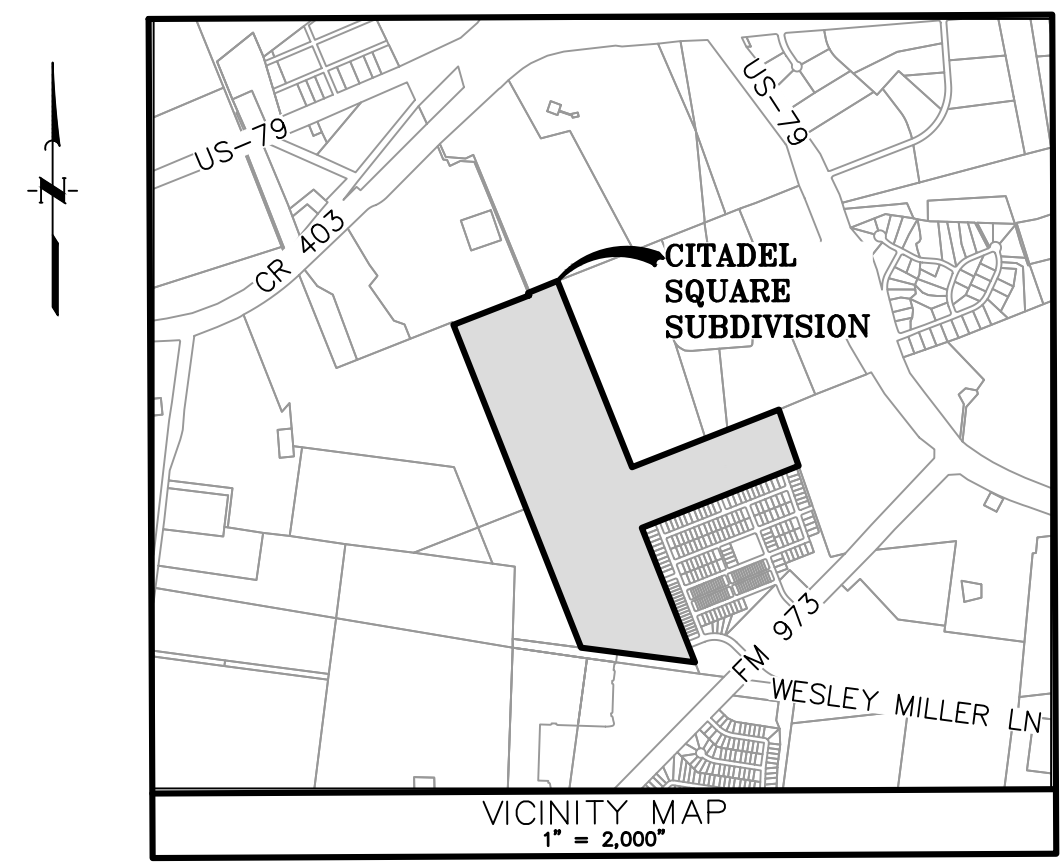 US-79
US-79
CR 403
CITADEL
SQUARE
SUBDIVISION
N
FM 973
WESLEY MILLER LN
VICINITY MAP
1" = 2,000"